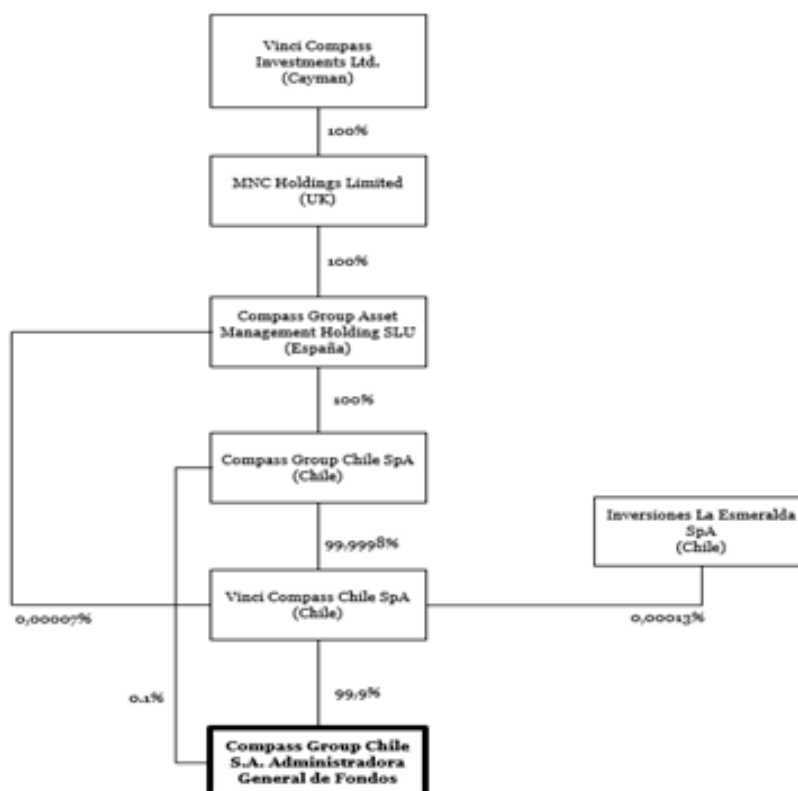 Vinci Compass
Investments Ltd.
(Cayman)
100%
MNC Holdings Limited
(UK)
100%
Compass Group Asset
Management Holding SLU
(España)
100%
Compass Group Chile SpA
(Chile)
Inversiones La Esmeralda
SpA
(Chile)
99,9998%
Vinci Compass Chile SpA
(Chile)
0,00007%
0,00013%
0.1%
99,9%
Compass Group Chile
S.A. Administradora
General de Fondos